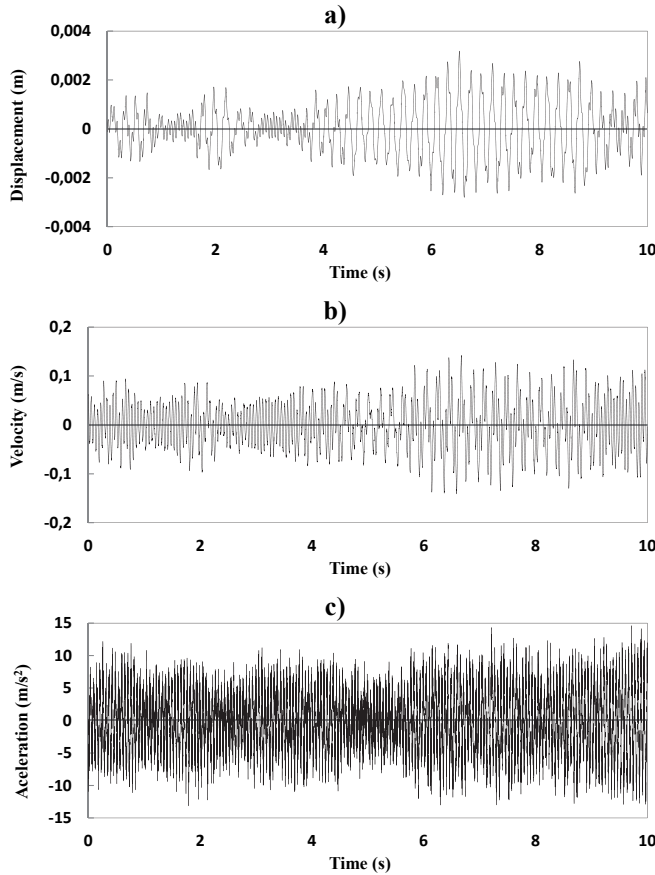 a)
0,004
0,002
0
-0,002
-0,004
Displacement (m)
0 2 4 6 8 10
Time (s)
b)
0,2
0,1
0
-0,1
-0,2
Velocity (m/s)
0 2 4 6 8 10
Time (s)
c)
15
10
5
0
-5
-10
-15
Aceleration (m/s²)
0 2 4 6 8 10
Time (s)